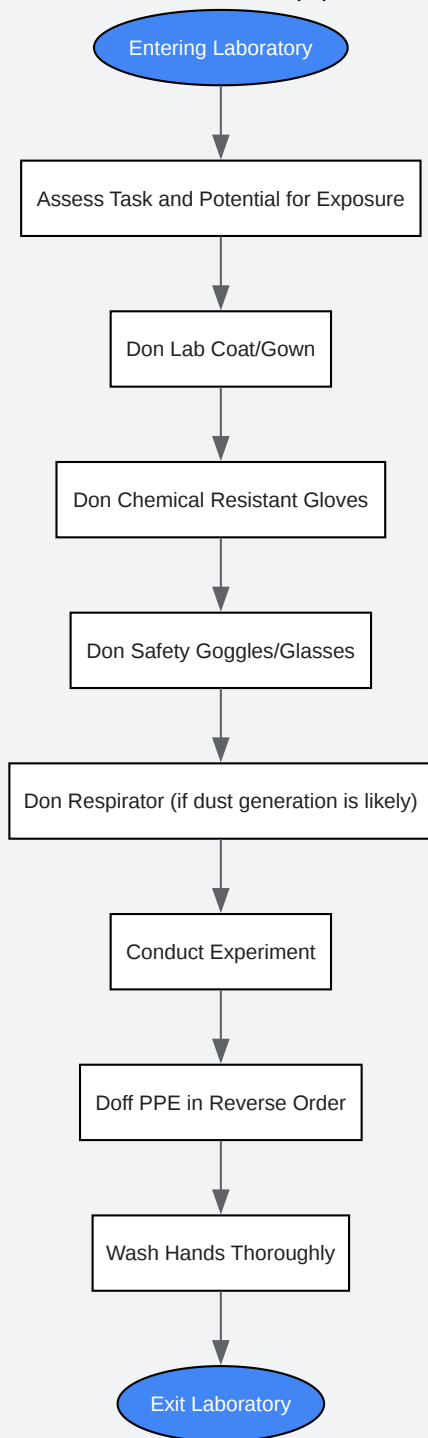 Entering Laboratory
Assess Task and Potential for Exposure
Don Lab Coat/Gown
Don Chemical Resistant Gloves
Don Safety Goggles/Glasses
Don Respirator (if dust generation is likely)
Conduct Experiment
Doff PPE in Reverse Order
Wash Hands Thoroughly
Exit Laboratory